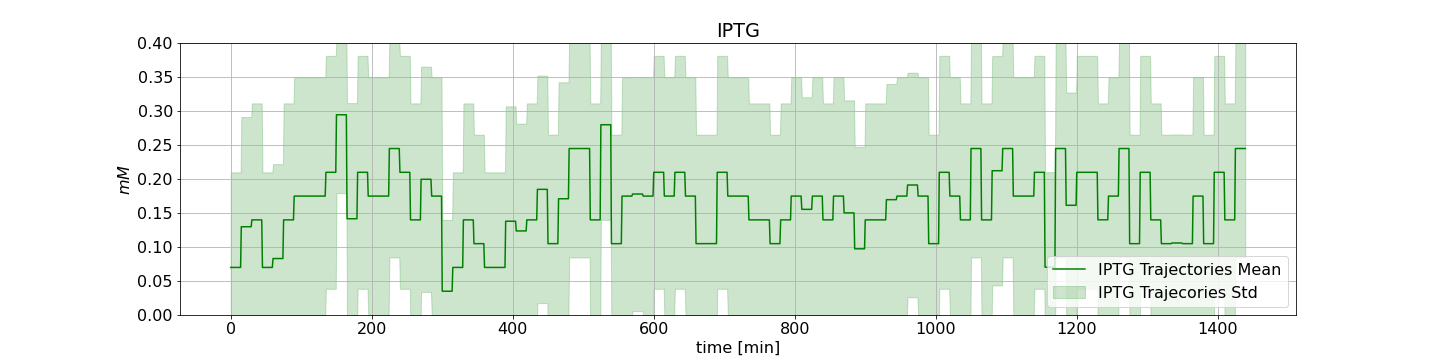 IPTG
0.40
0.35
0.30
0.25
0.20
0.15
0.10
0.05
0.00
mM
0 200 400 600 800 1000 1200 1400
time [min]
IPTG Trajectories Mean
IPTG Trajecories Std